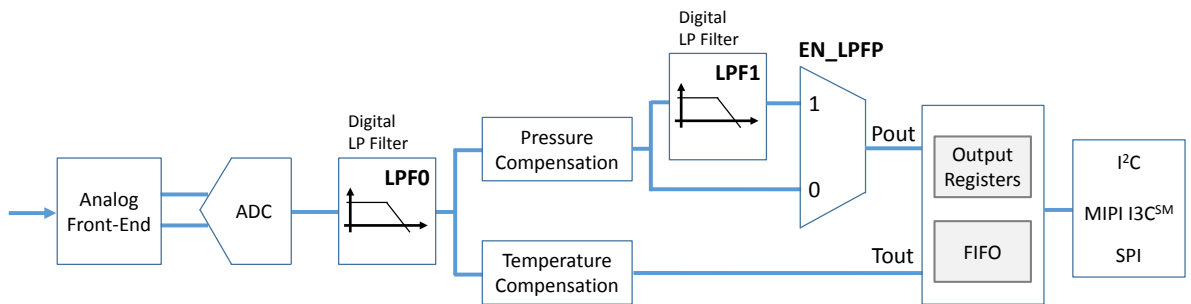 Analog
Front-End
ADC
Digital
LP Filter
LPF0
Pressure
Compensation
Temperature
Compensation
Digital
LP Filter
LPF1
EN_LPFP
1
0
Pout
Tout
Output
Registers
FIFO
I²C
MIPI I3C℠
SPI